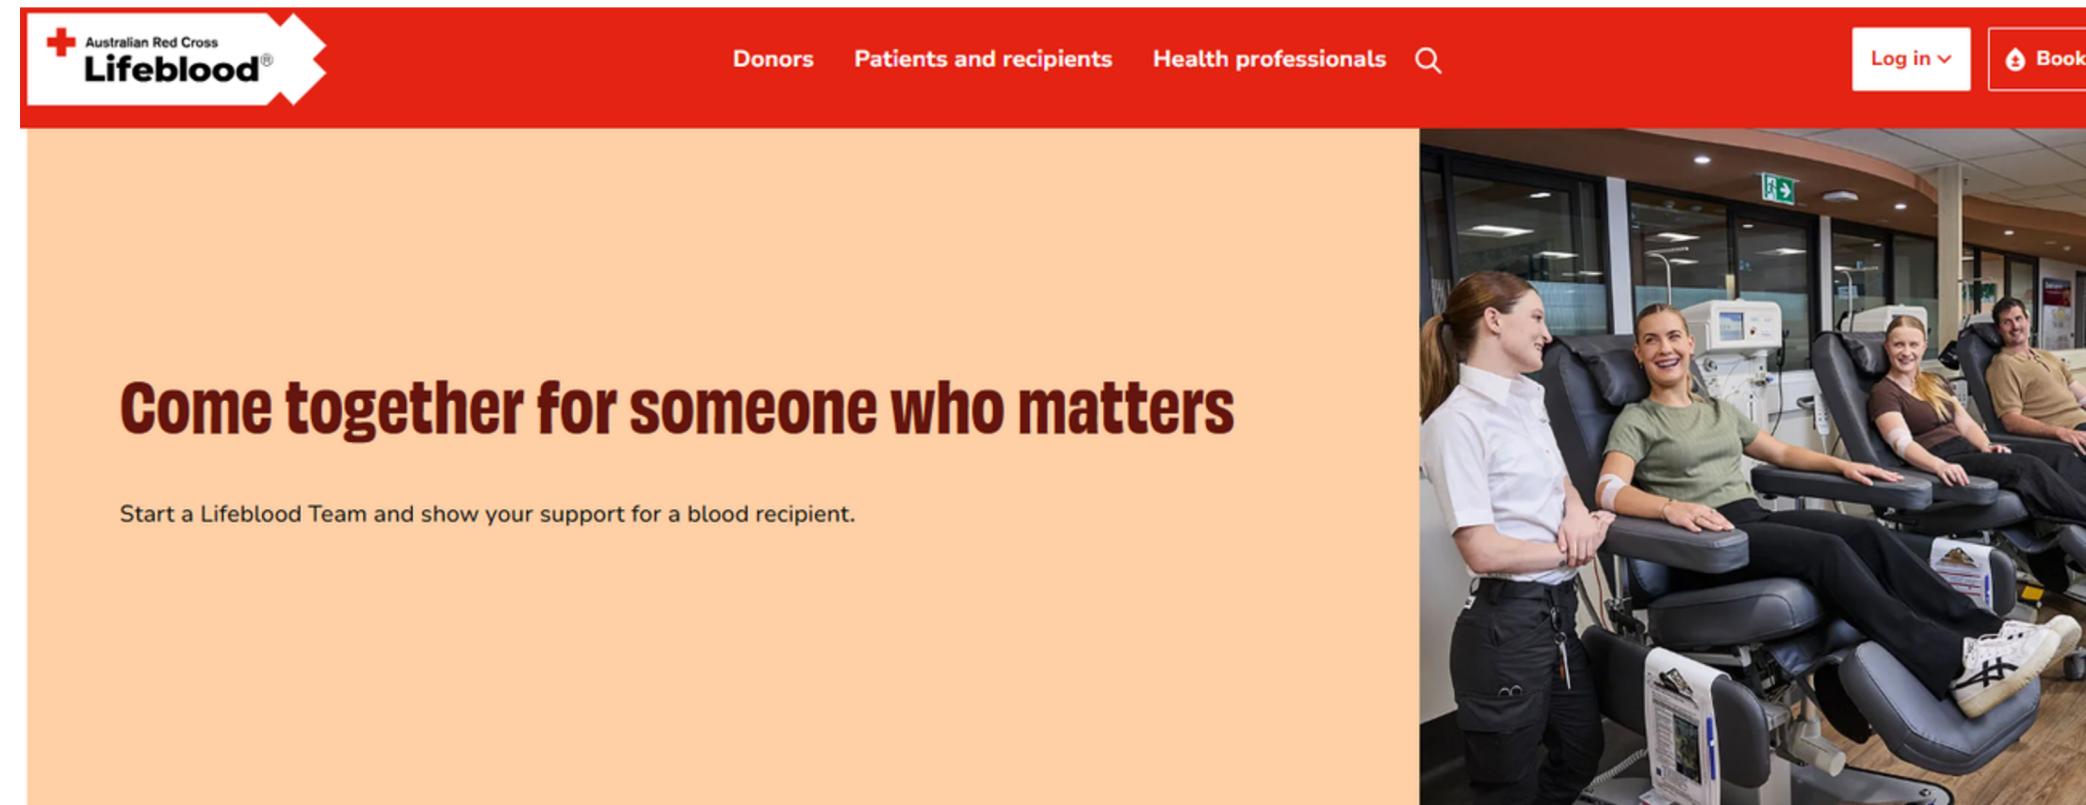 Australian Red Cross
Lifeblood®
Donors
Patients and recipients
Health professionals
Log in
Book
Come together for someone who matters
Start a Lifeblood Team and show your support for a blood recipient.